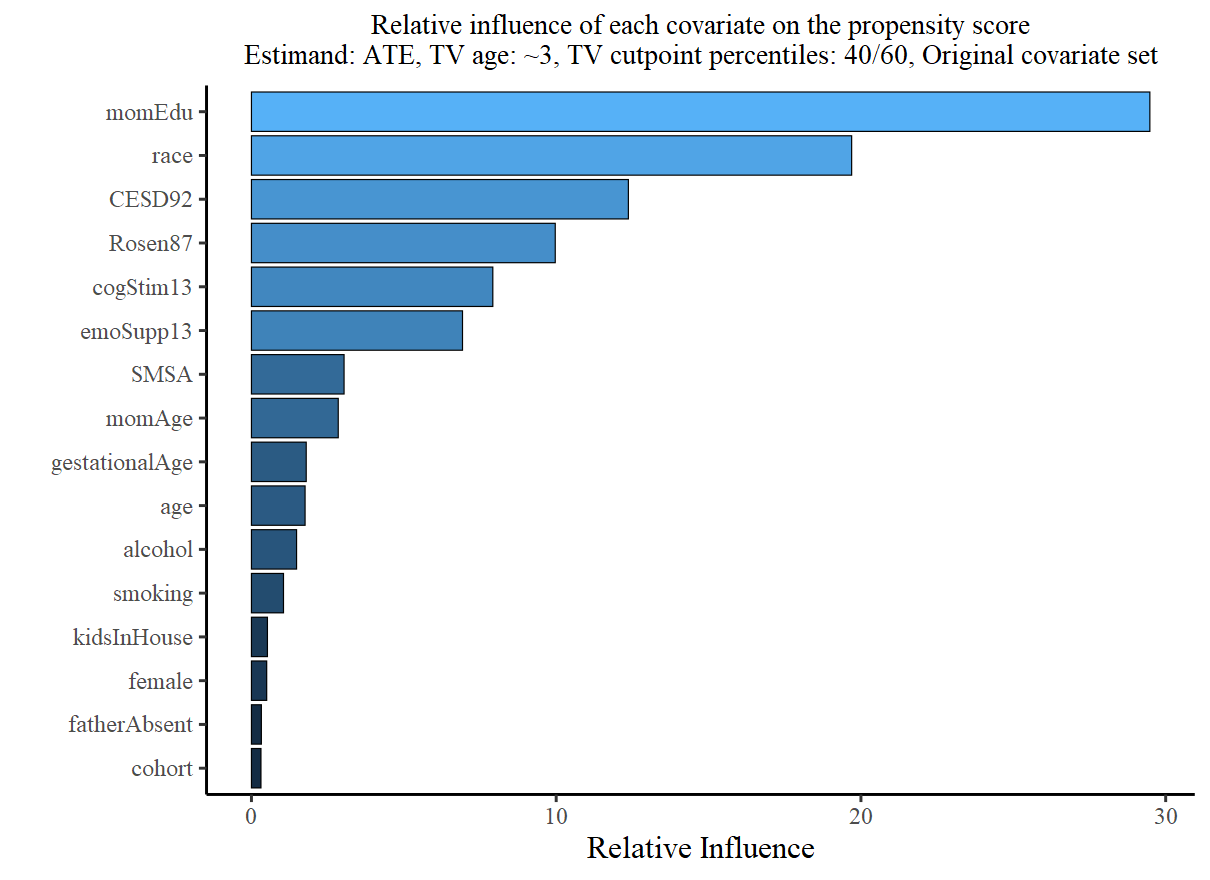 Relative influence of each covariate on the propensity score
Estimand: ATE, TV age: ~3, TV cutpoint percentiles: 40/60, Original covariate set
momEdu
race
CESD92
Rosen87
cogStim13
emoSupp13
SMSA
momAge
gestationalAge
age
alcohol
smoking
kidsInHouse
female
fatherAbsent
cohort
0 10 20 30
Relative Influence